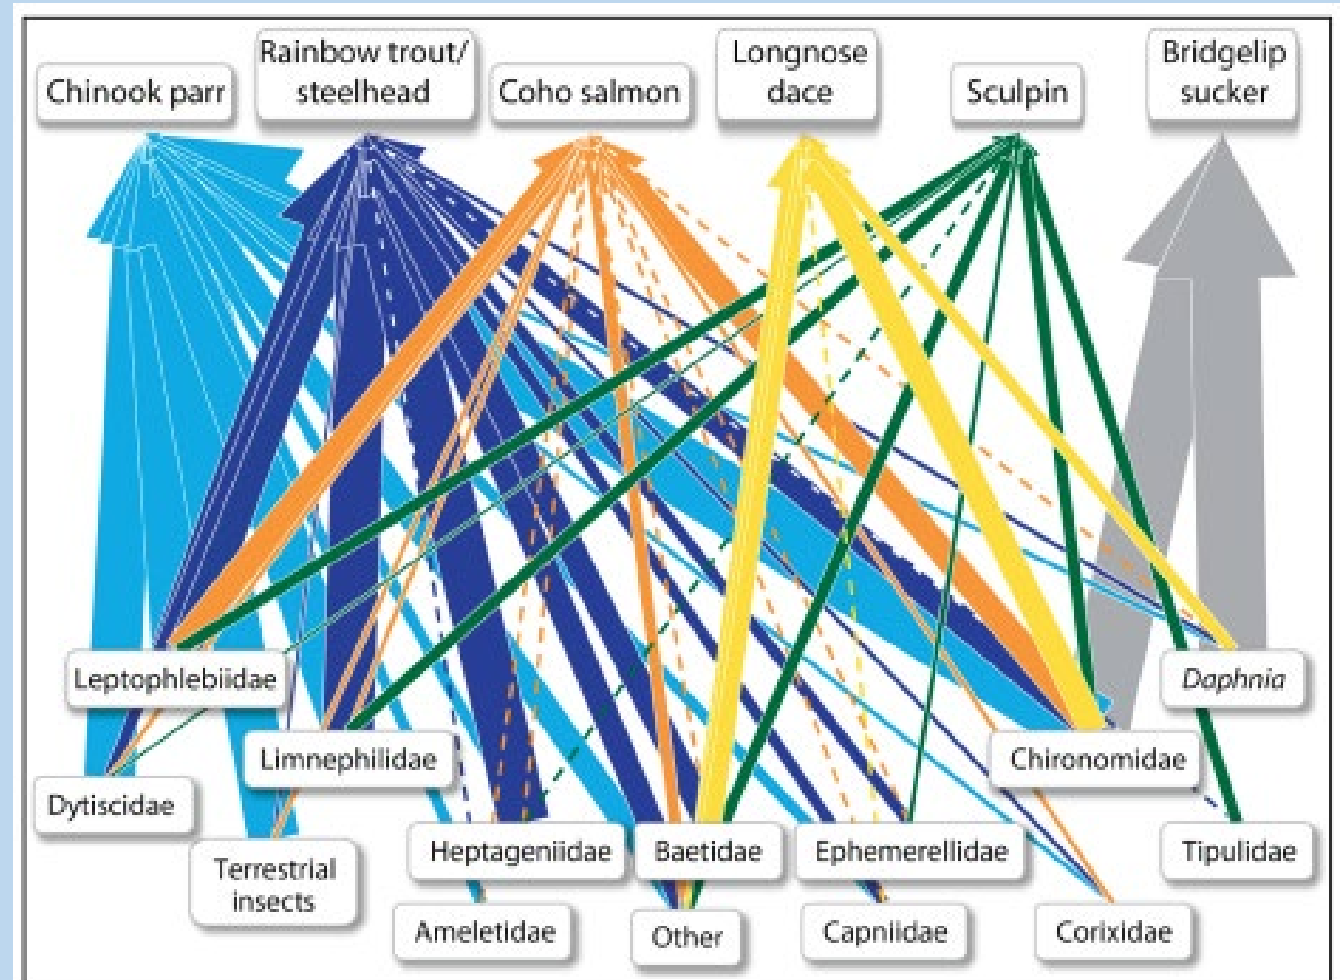 Chinook parr
Rainbow trout/
steelhead
Coho salmon
Longnose
dace
Sculpin
Bridgelip
sucker
Leptophlebiidae
Daphnia
Limnephilidae
Chironomidae
Dytiscidae
Terrestrial
insects
Heptageniidae
Baetidae
Ephemerellidae
Tipulidae
Ameletidae
Other
Capniidae
Corixidae